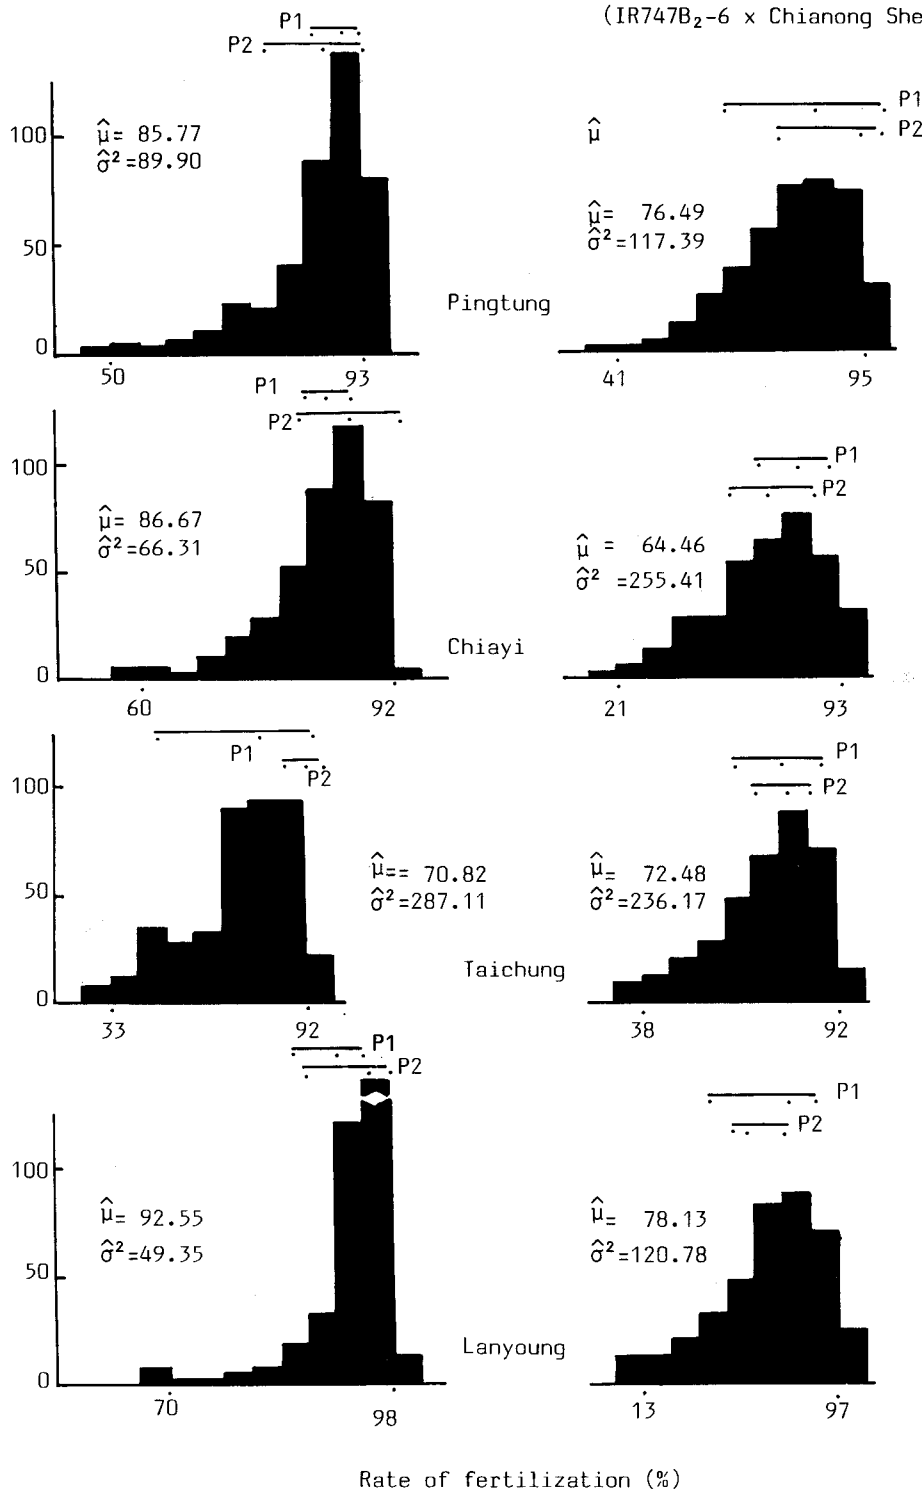 (IR747B₂-6 x Chianong She
P1
P2
100
50
0
μ̂= 85.77
σ̂²=89.90
50
93
P1
P2
μ̂
μ̂= 76.49
σ̂²=117.39
41
95
Pingtung
P1
P2
100
50
0
μ̂= 86.67
σ̂²=66.31
60
92
P1
P2
μ̂ = 64.46
σ̂² =255.41
21
93
Chiayi
P1
P2
100
50
0
μ̂== 70.82
σ̂²=287.11
33
92
P1
P2
μ̂= 72.48
σ̂²=236.17
38
92
Taichung
P1
P2
100
50
0
μ̂= 92.55
σ̂²=49.35
70
98
P1
P2
μ̂= 78.13
σ̂²=120.78
13
97
Lanyoung
Rate of fertilization (%)